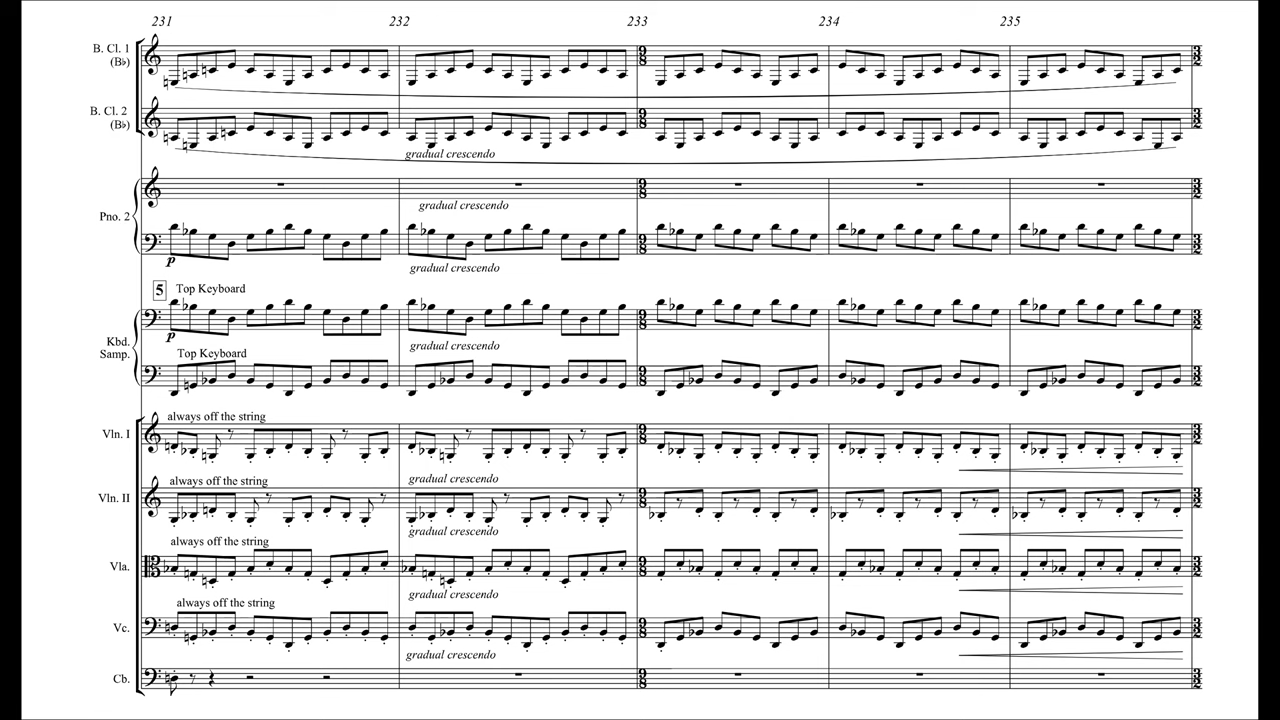 231 232 233 234 235
B. Cl. 1
(B♭)
B. Cl. 2
(B♭)
gradual crescendo
Pno. 2
gradual crescendo
p
gradual crescendo
5 Top Keyboard
p
gradual crescendo
Kbd.
Samp.
Top Keyboard
always off the string
Vln. I
gradual crescendo
always off the string
Vln. II
gradual crescendo
always off the string
Vla.
gradual crescendo
always off the string
Vc.
gradual crescendo
Cb.